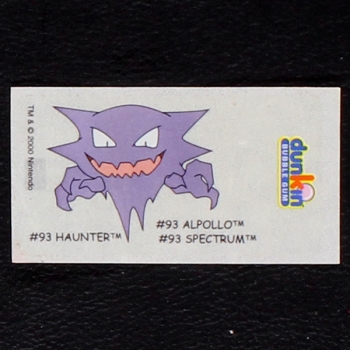 TM & © 2000 Nintendo
#93 HAUNTER™
#93 ALPOLLO™
#93 SPECTRUM™
dunkin
BUBBLE GUM